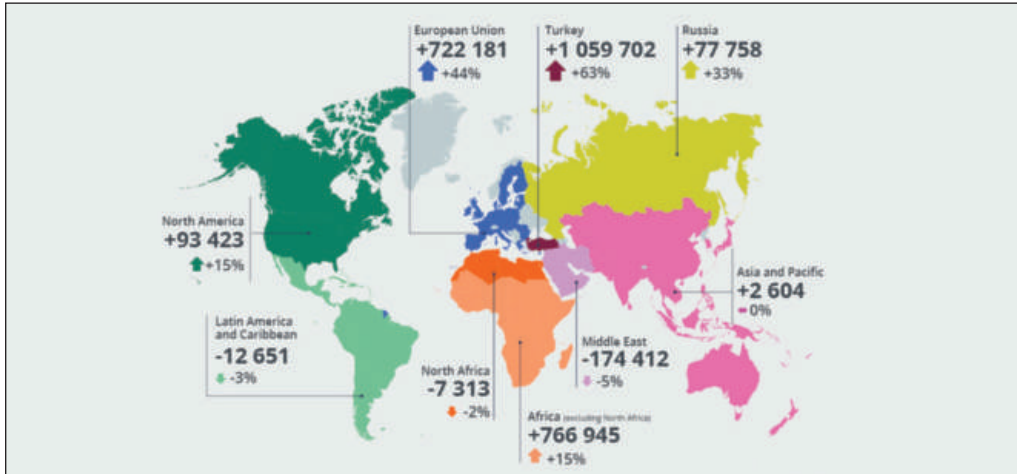 European Union
+722 181
+44%
Turkey
+1 059 702
+63%
Russia
+77 758
+33%
North America
+93 423
+15%
Asia and Pacific
+2 604
0%
Latin America
and Caribbean
-12 651
-3%
North Africa
-7 313
-2%
Middle East
-174 412
-5%
Africa (excluding North Africa)
+766 945
+15%